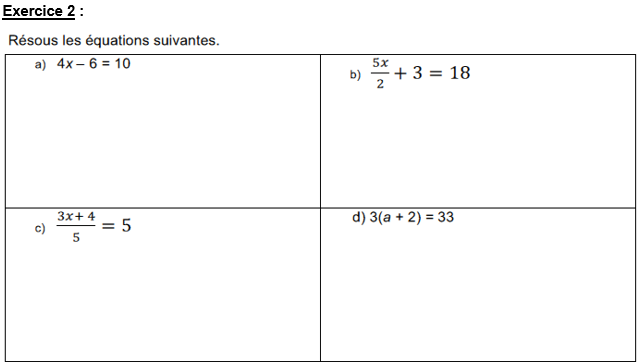 Exercice 2 :
Résous les équations suivantes.
a) 4x – 6 = 10
b) 5x/2 + 3 = 18
c) 3x + 4/5 = 5
d) 3(a + 2) = 33